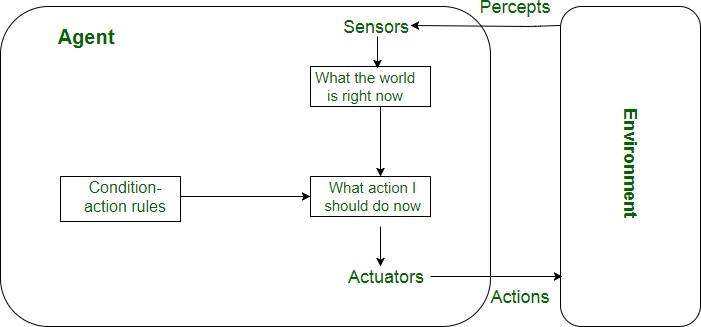 Percepts
Agent
Sensors
What the world
is right now
Environment
Condition-
action rules
What action I
should do now
Actuators
Actions